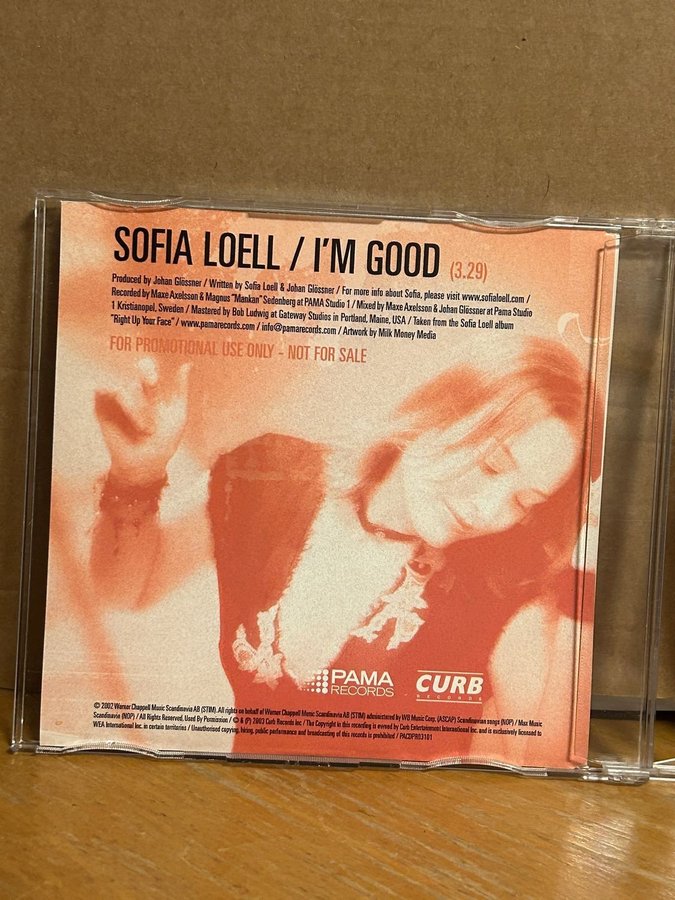 SOFIA LOELL / I'M GOOD (3.29)
Produced by Johan Glössner / Written by Sofia Loell & Johan Glössner / For more info about Sofia, please visit www.sofialoell.com /
Recorded by Maxe Axelsson & Magnus "Mankan" Sedenberg at PAMA Studio 1 / Mixed by Maxe Axelsson & Johan Glössner at Pama Studio
1 Kristianopel, Sweden / Mastered by Bob Ludwig at Gateway Studios in Portland, Maine, USA / Taken from the Sofia Loell album
"Right Up Your Face" / www.pamarecords.com / info@pamarecords.com / Artwork by Milk Money Media
FOR PROMOTIONAL USE ONLY - NOT FOR SALE
PAMA
RECORDS
CURB
RECORDS
© 2002 Warner Chappell Music Scandinavia AB (STIM). All rights on behalf of Warner Chappell Music Scandinavia AB (STIM) administered by WB Music Corp. (ASCAP) Scandinavian songs (NOP) / Max Music
Scandinavia (NOP) / All Rights Reserved, Used By Permission / © & (P) 2003 Curb Records Inc / The Copyright in this recording is owned by Curb Entertainment International Inc. and is exclusively licensed to
WEA International Inc. in certain territories / Unauthorised copying, hiring, public performance and broadcasting of this records is prohibited / PACDPR03101